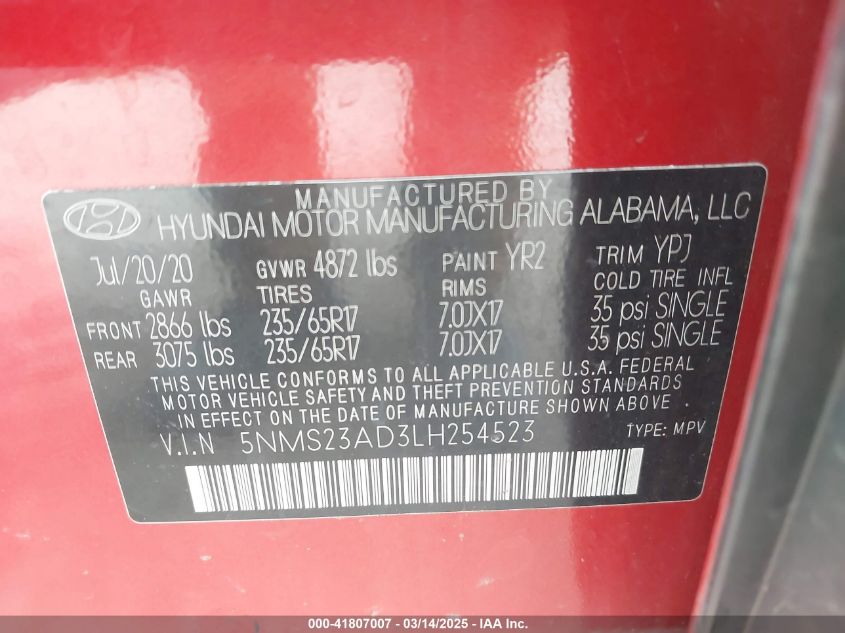 MANUFACTURED BY
HYUNDAI MOTOR MANUFACTURING ALABAMA, LLC
Jul/20/20 GVWR 4872 lbs PAINT YR2 TRIM YPJ
GAWR TIRES RIMS COLD TIRE INFL
FRONT 2866 lbs 235/65R17 7.0JX17 35 psi SINGLE
REAR 3075 lbs 235/65R17 7.0JX17 35 psi SINGLE
THIS VEHICLE CONFORMS TO ALL APPLICABLE U.S.A. FEDERAL
MOTOR VEHICLE SAFETY AND THEFT PREVENTION STANDARDS
IN EFFECT ON THE DATE OF MANUFACTURE SHOWN ABOVE.
V.I.N 5NMS23AD3LH254523 TYPE: MPV
000-41807007 - 03/14/2025 - IAA Inc.